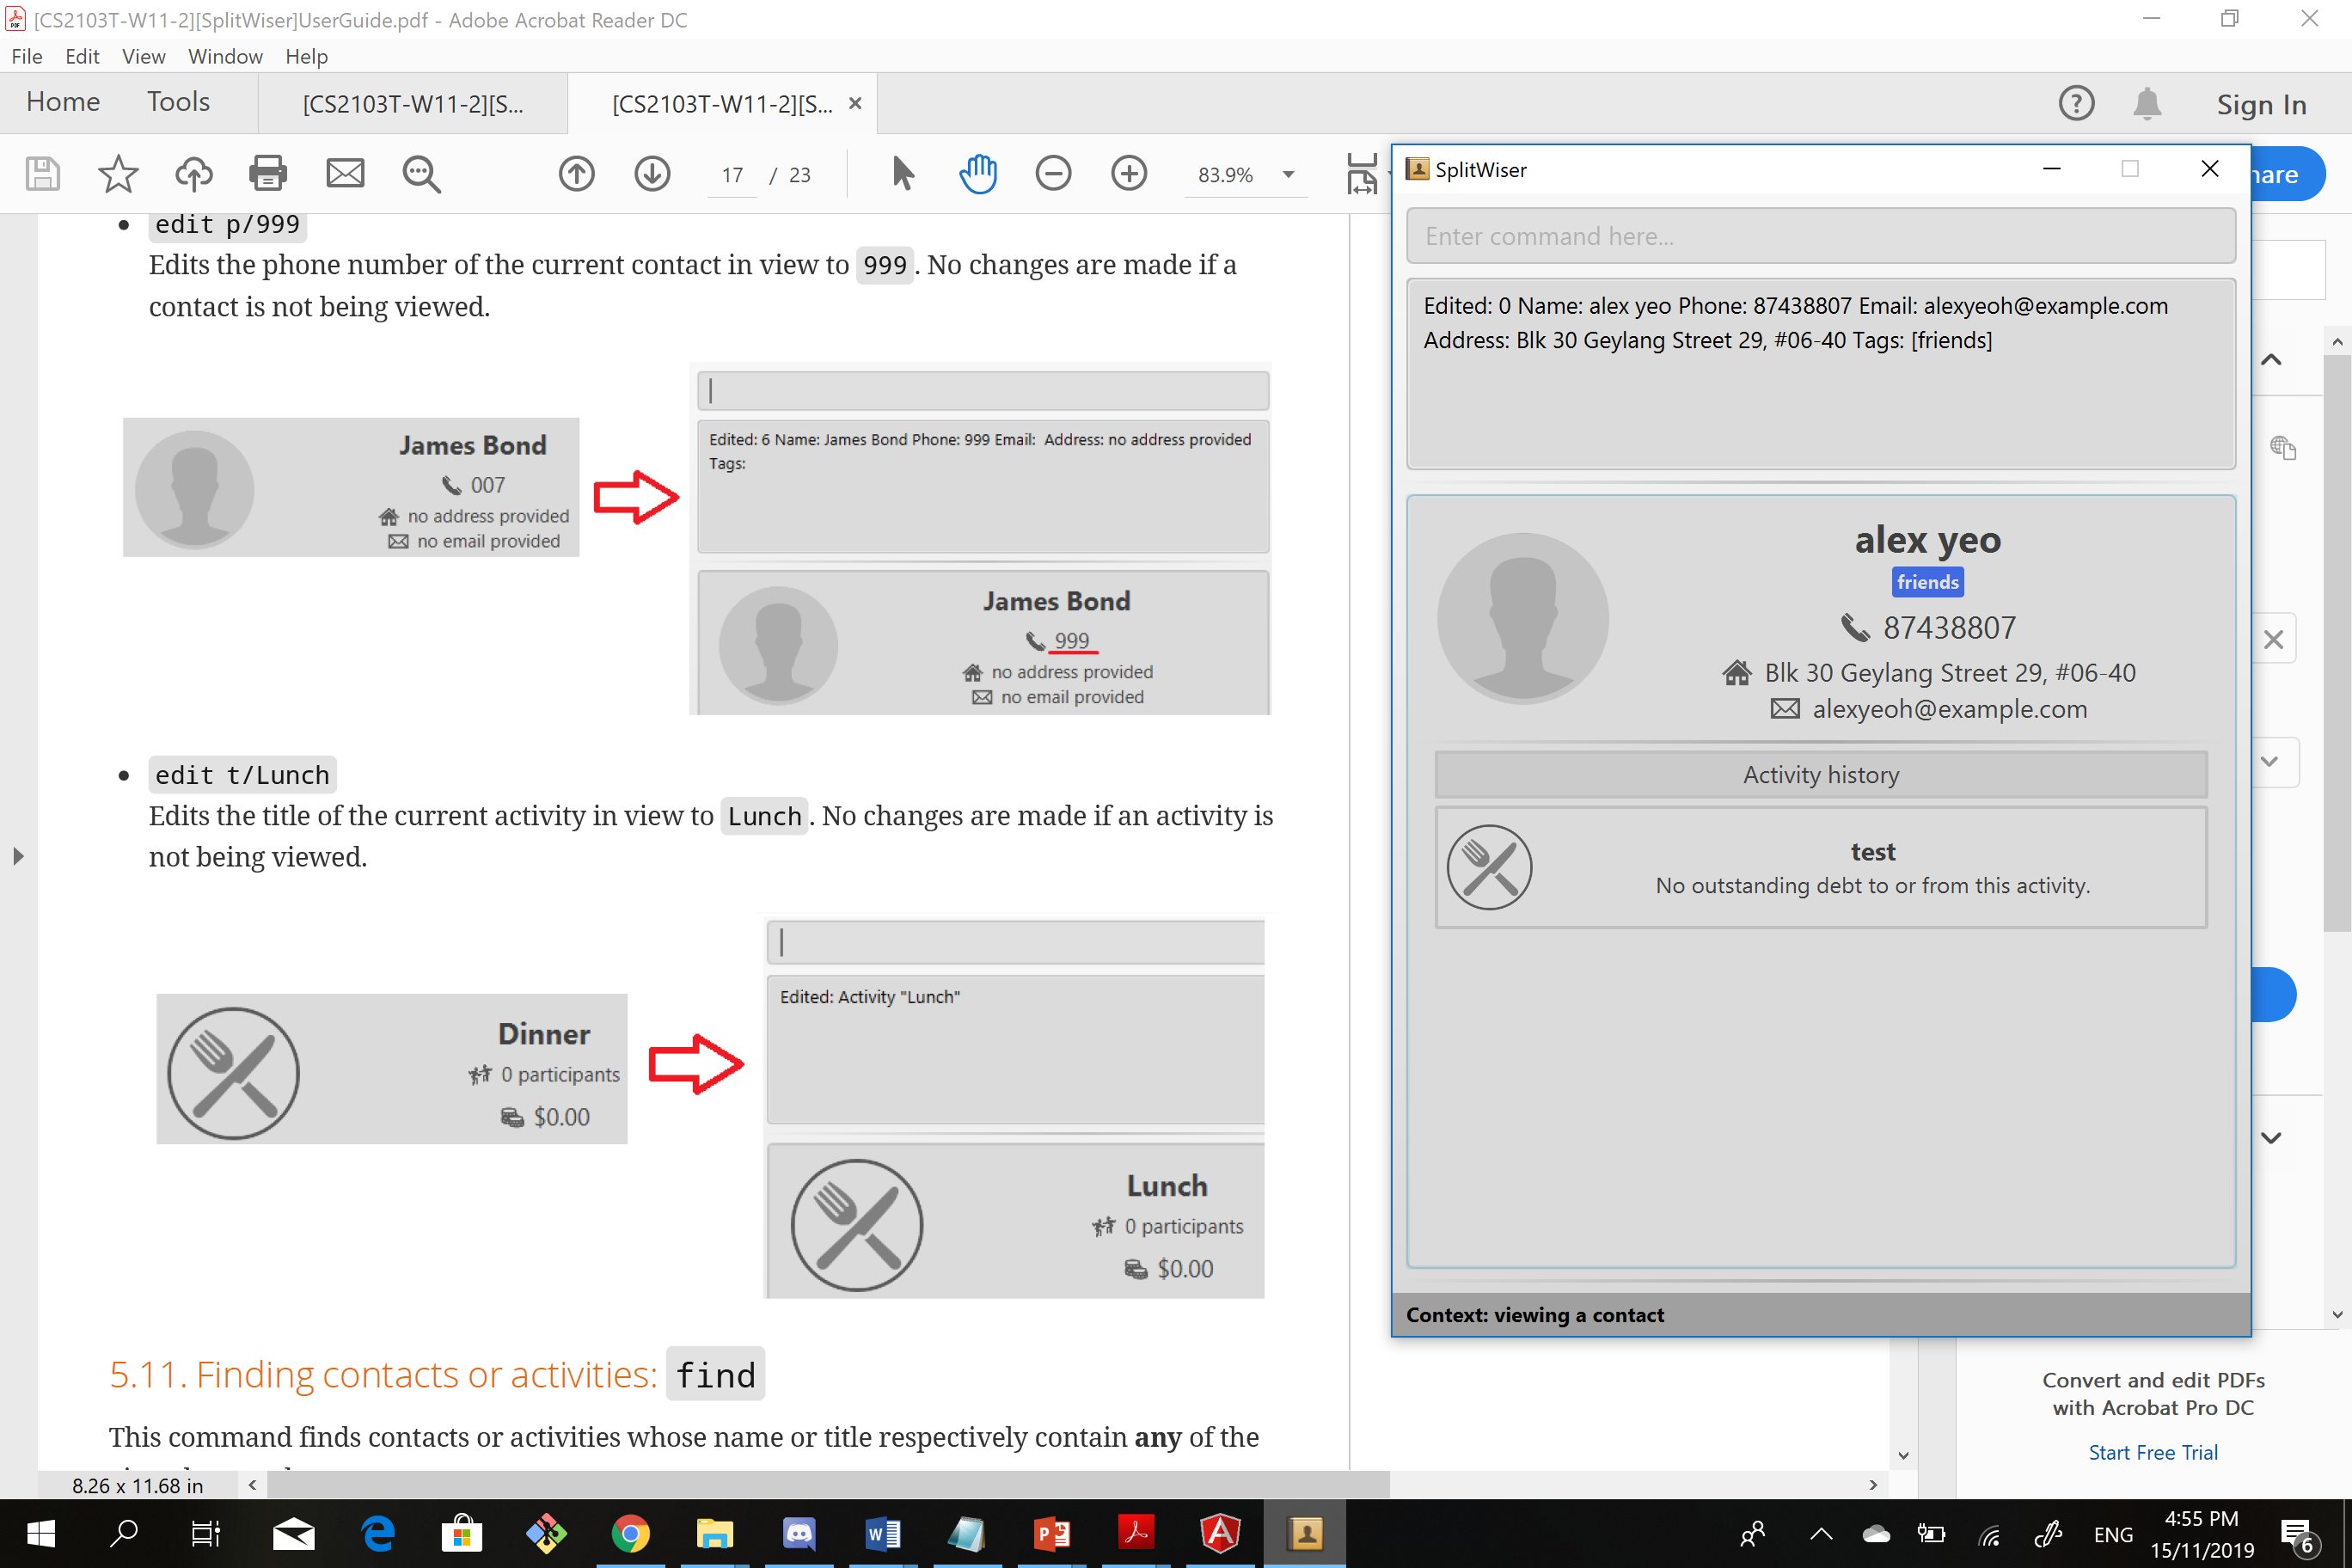 [CS2103T-W11-2][SplitWiser]UserGuide.pdf - Adobe Acrobat Reader DC
File Edit View Window Help
Home Tools [CS2103T-W11-2][S... [CS2103T-W11-2][S... Sign In
17 / 23 83.9%
edit p/999
Edits the phone number of the current contact in view to 999. No changes are made if a
contact is not being viewed.
James Bond
007
no address provided
no email provided
Edited: 6 Name: James Bond Phone: 999 Email: Address: no address provided
Tags:
James Bond
999
no address provided
no email provided
edit t/Lunch
Edits the title of the current activity in view to Lunch. No changes are made if an activity is
not being viewed.
Dinner
0 participants
$0.00
Edited: Activity "Lunch"
Lunch
0 participants
$0.00
5.11. Finding contacts or activities: find
This command finds contacts or activities whose name or title respectively contain any of the
8.26 x 11.68 in
SplitWiser
Enter command here...
Edited: 0 Name: alex yeo Phone: 87438807 Email: alexyeoh@example.com
Address: Blk 30 Geylang Street 29, #06-40 Tags: [friends]
alex yeo
friends
87438807
Blk 30 Geylang Street 29, #06-40
alexyeoh@example.com
Activity history
test
No outstanding debt to or from this activity.
Context: viewing a contact
Convert and edit PDFs
with Acrobat Pro DC
Start Free Trial
ENG
4:55 PM
15/11/2019
6